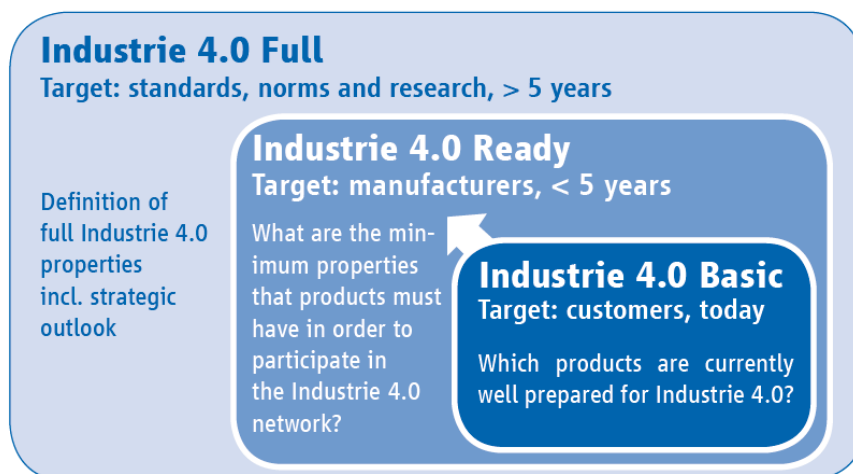 Industrie 4.0 Full
Target: standards, norms and research, > 5 years
Definition of
full Industrie 4.0
properties
incl. strategic
outlook
Industrie 4.0 Ready
Target: manufacturers, < 5 years
What are the min-
imum properties
that products must
have in order to
participate in
the Industrie 4.0
network?
Industrie 4.0 Basic
Target: customers, today
Which products are currently
well prepared for Industrie 4.0?